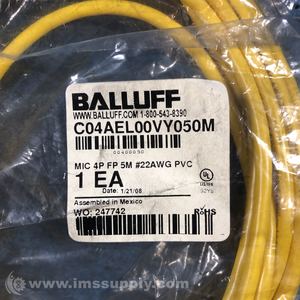 BALLUFF
WWW.BALLUFF.COM 1-800-543-8390
C04AEL00VY050M
00400090
MIC 4P FP 5M #22AWG PVC
1 EA
Date: 1/21/08
Assembled in Mexico
WO: 247742
RoHS
© www.imssupply.com